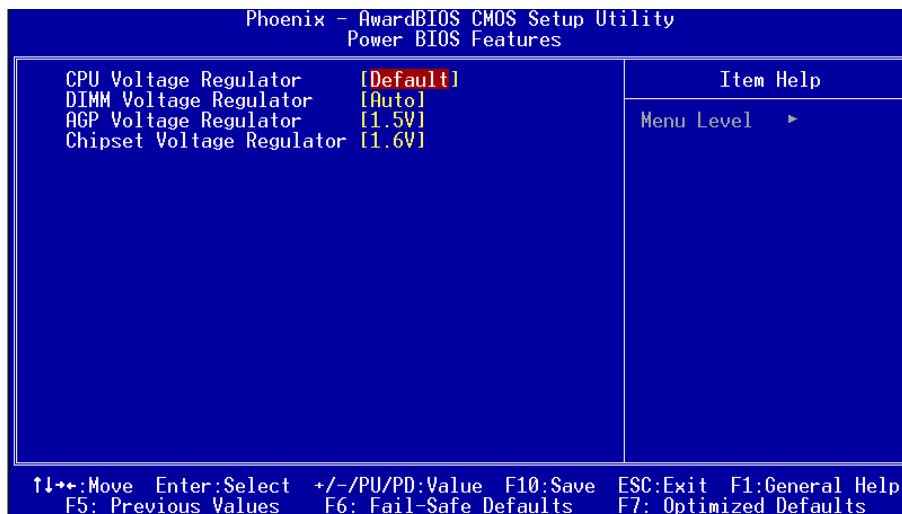 Phoenix - AwardBIOS CMOS Setup Utility
Power BIOS Features
CPU Voltage Regulator [Default]
DIMM Voltage Regulator [Auto]
AGP Voltage Regulator [1.5V]
Chipset Voltage Regulator [1.6V]
Item Help
Menu Level ►
↑↓→←:Move Enter:Select +/-/PU/PD:Value F10:Save ESC:Exit F1:General Help
F5: Previous Values F6: Fail-Safe Defaults F7: Optimized Defaults